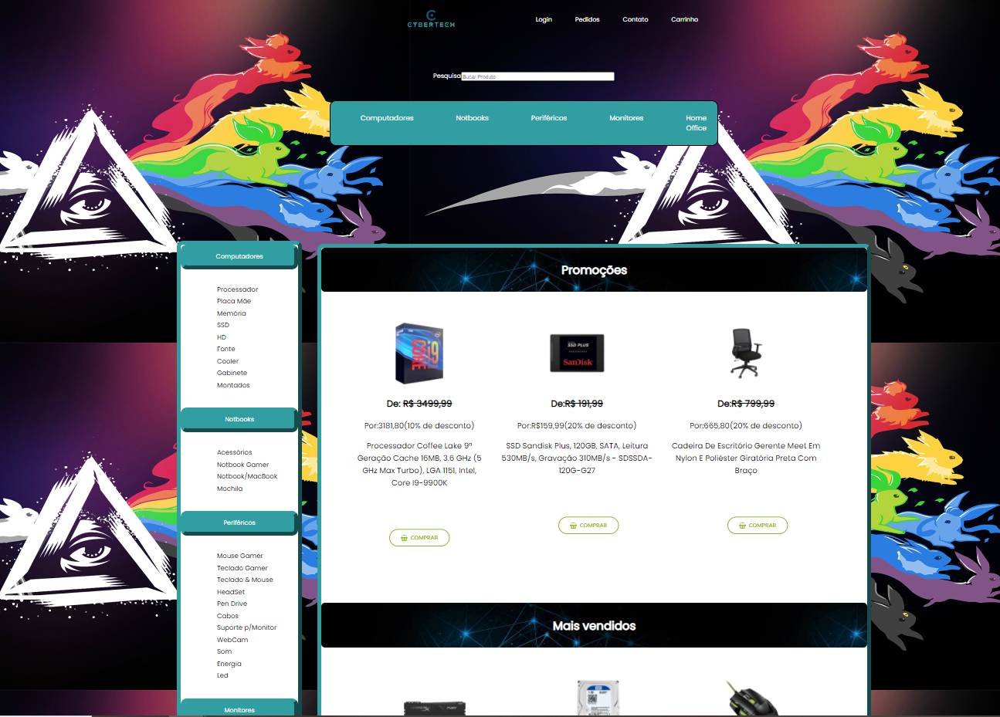 CYBERTECH
Login
Pedidos
Contato
Carrinho
Pesquisa
Bucar Produto
Computadores
Notbooks
Periféricos
Monitores
Home
Office
Computadores
Processador
Placa Mãe
Memória
SSD
HD
Fonte
Cooler
Gabinete
Montados
Notbooks
Acessórios
Notbook Gamer
Notbook/MacBook
Mochila
Periféricos
Mouse Gamer
Teclado Gamer
Teclado & Mouse
HeadSet
Pen Drive
Cabos
Suporte p/Monitor
WebCam
Som
Energia
Led
Monitores
Promoções
CORE i9
SSD PLUS
SanDisk
De: R$ 3499,99
Por:3181,80(10% de desconto)
Processador Coffee Lake 9ª
Geração Cache 16MB, 3.6 GHz (5
GHz Max Turbo), LGA 1151, Intel,
Core I9-9900K
COMPRAR
De:R$ 191,99
Por:R$159,99(20% de desconto)
SSD Sandisk Plus, 120GB, SATA, Leitura
530MB/s, Gravação 310MB/s - SDSSDA-
120G-G27
COMPRAR
De:R$ 799,99
Por:665,80(20% de desconto)
Cadeira De Escritório Gerente Meet Em
Nylon E Poliéster Giratória Preta Com
Braço
COMPRAR
Mais vendidos